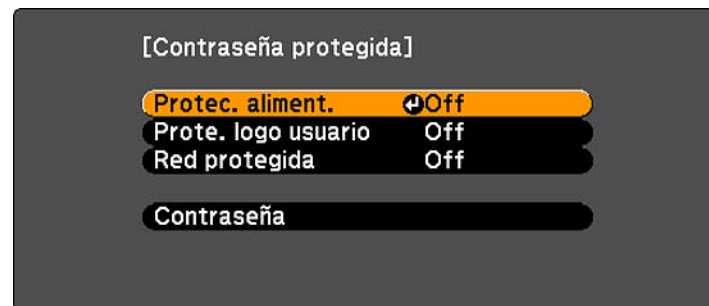 [Contraseña protegida]
Protec. aliment. Off
Prote. logo usuario Off
Red protegida Off
Contraseña